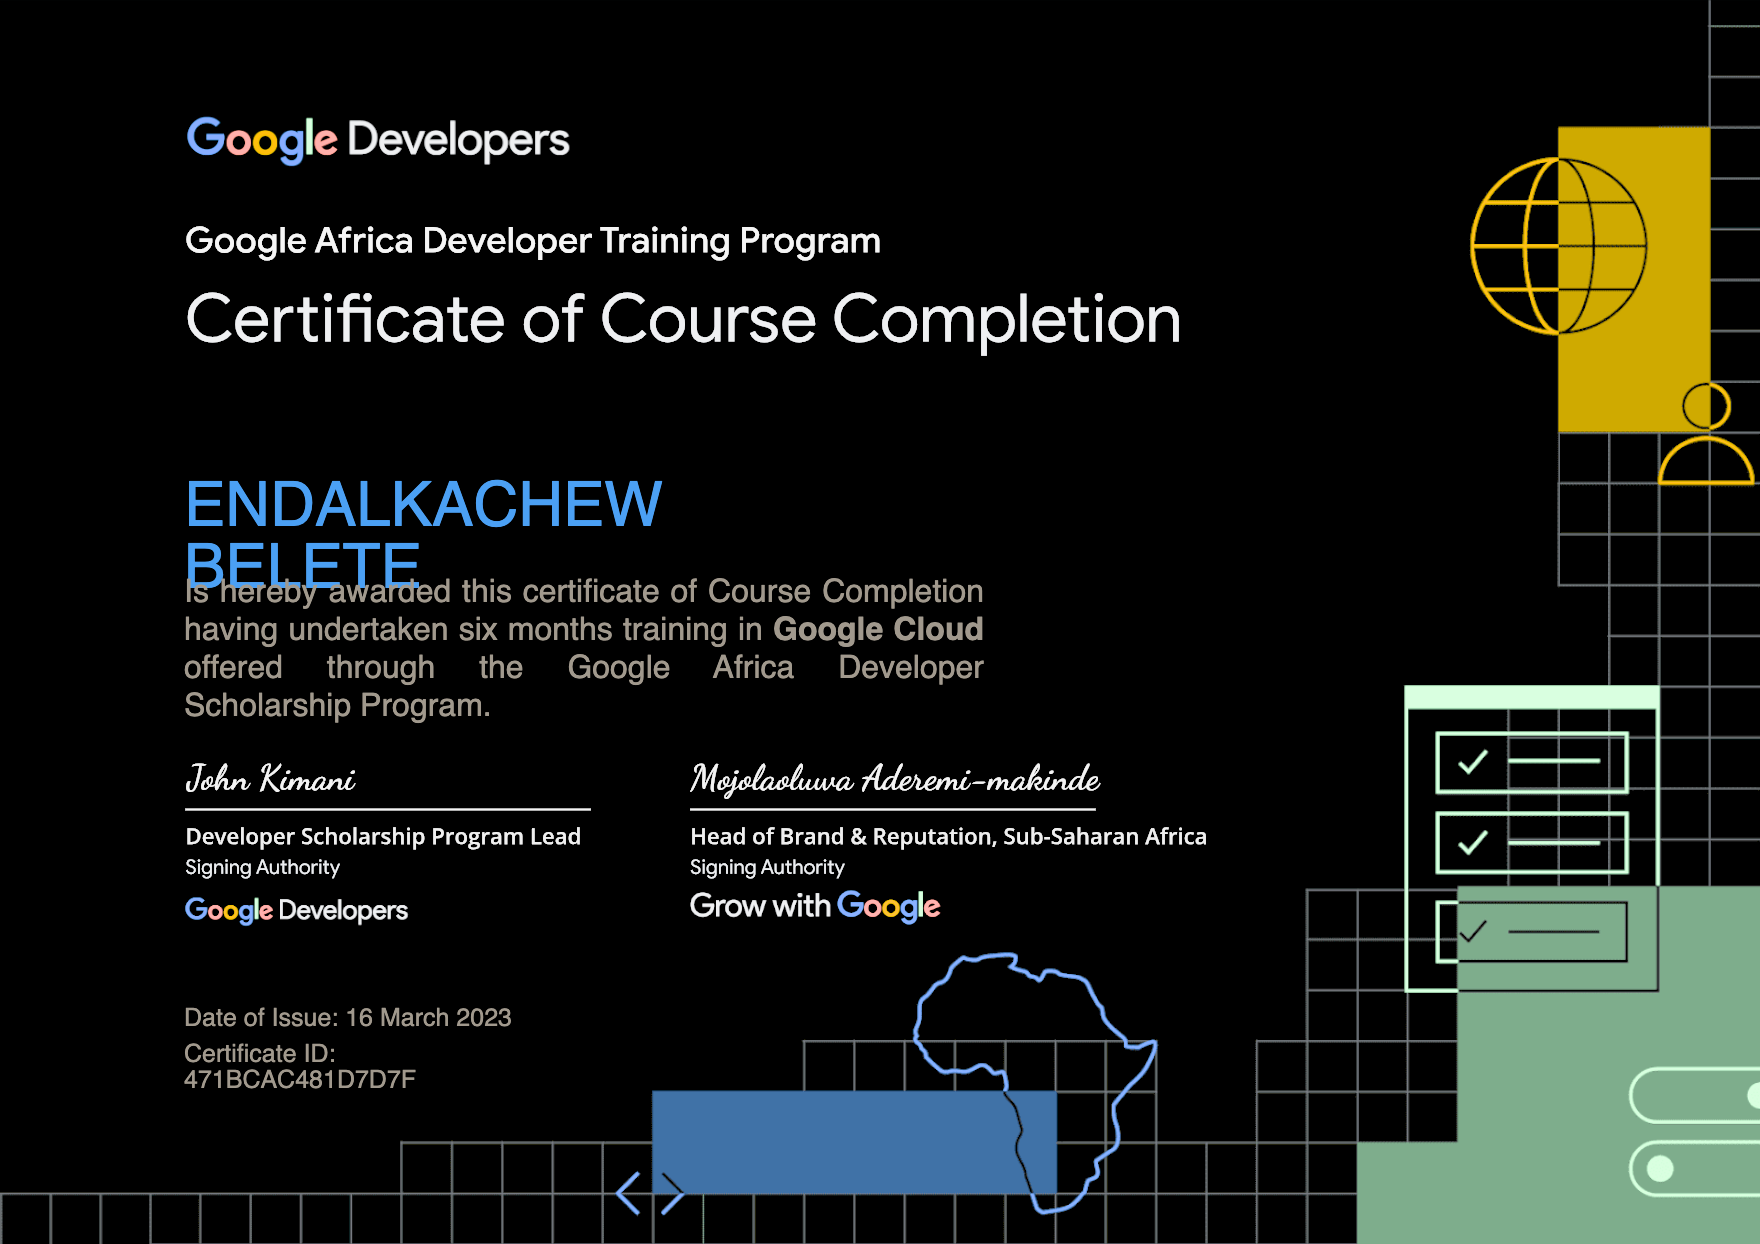 Google Developers
Google Africa Developer Training Program
Certificate of Course Completion
ENDALKACHEW
BELETE
Is hereby awarded this certificate of Course Completion
having undertaken six months training in Google Cloud
offered through the Google Africa Developer
Scholarship Program.
John Kimani
Developer Scholarship Program Lead
Signing Authority
Google Developers
Mojolaoluwa Aderemi-makinde
Head of Brand & Reputation, Sub-Saharan Africa
Signing Authority
Grow with Google
Date of Issue: 16 March 2023
Certificate ID:
471BCAC481D7D7F